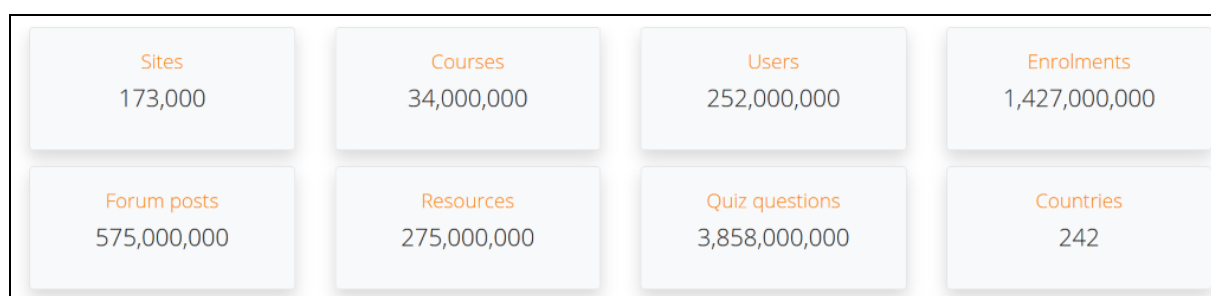 Sites
173,000
Courses
34,000,000
Users
252,000,000
Enrolments
1,427,000,000
Forum posts
575,000,000
Resources
275,000,000
Quiz questions
3,858,000,000
Countries
242